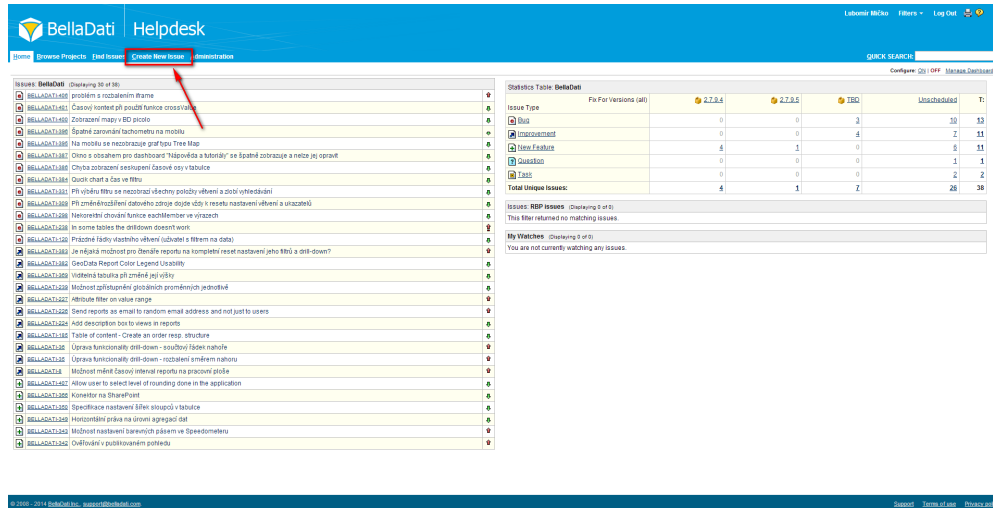 Lubomír Mičko Filters Log Out
BellaDati Helpdesk
Home Browse Projects Find Issues Create New Issue Administration QUICK SEARCH:
Configure: ON | OFF Manage Dashboard
Issues: BellaDati (Displaying 30 of 38)
BELLADATI-406 problém s rozbalením iframe
BELLADATI-401 Časový kontext při použití funkce crossValue
BELLADATI-400 Zobrazení mapy v BD picolo
Špatné zarovnání tachometru na mobilu
Na mobilu se nezobrazuje graf typu Tree Map
BELLADATI-387 Okno s obsahem pro dashboard "Nápověda a tutoriály" se špatně zobrazuje a nelze jej opravit
Chyba zobrazení seskupení časové osy v tabulce
BELLADATI-384 Qucik chart a čas ve filtru
BELLADATI-331 Při výběru filtru se nezobrazí všechny položky větvení a zlobí vyhledávání
BELLADATI-309 Při změně/rozšíření datového zdroje dojde vždy k resetu nastavení větvení a ukazatelů
BELLADATI-298 Nekorektní chování funkce eachMember ve výrazech
BELLADATI-238 In some tables the drilldown doesn't work
BELLADATI-120 Prázdné řádky vlastního větvení (uživatel s filtrem na data)
BELLADATI-393 Je nějaká možnost pro čtenáře reportu na kompletní reset nastavení jeho filtrů a drill-down?
BELLADATI-392 GeoData Report Color Legend Usability
BELLADATI-369 Viditelná tabulka při změně její výšky
BELLADATI-239 Možnost zpřístupnění globálních proměnných jednotlivě
BELLADATI-227 Attribute filter on value range
BELLADATI-226 Send reports as email to random email address and not just to users
BELLADATI-224 Add description box to views in reports
BELLADATI-186 Table of content - Create an order resp. structure
BELLADATI-36 Úprava funkcionality drill-down - součtový řádek nahoře
BELLADATI-35 Úprava funkcionality drill-down - rozbalení směrem nahoru
Možnost měnit časový interval reportu na pracovní ploše
BELLADATI-407 Allow user to select level of rounding done in the application
BELLADATI-366 Konektor na SharePoint
BELLADATI-350 Specifikace nastavení šířek sloupců v tabulce
BELLADATI-348 Horizontální práva na úrovni agregací dat
BELLADATI-343 Možnost nastavení barevných pásem ve Speedometeru
BELLADATI-342 Ověřování v publikovaném pohledu
Statistics Table: BellaDati
Fix For Versions (all) 2.7.9.4 2.7.9.5 TBD Unscheduled T:
Issue Type
Bug 0 0 3 10 13
Improvement 0 0 4 7 11
New Feature 4 1 0 6 11
Question 0 0 0 1 1
Task 0 0 0 2 2
Total Unique Issues: 4 1 7 26 38
Issues: RBP issues (Displaying 0 of 0)
This filter returned no matching issues.
My Watches (Displaying 0 of 0)
You are not currently watching any issues.
© 2008 - 2014 BellaDati Inc., support@belladati.com Support Terms of use Privacy pol